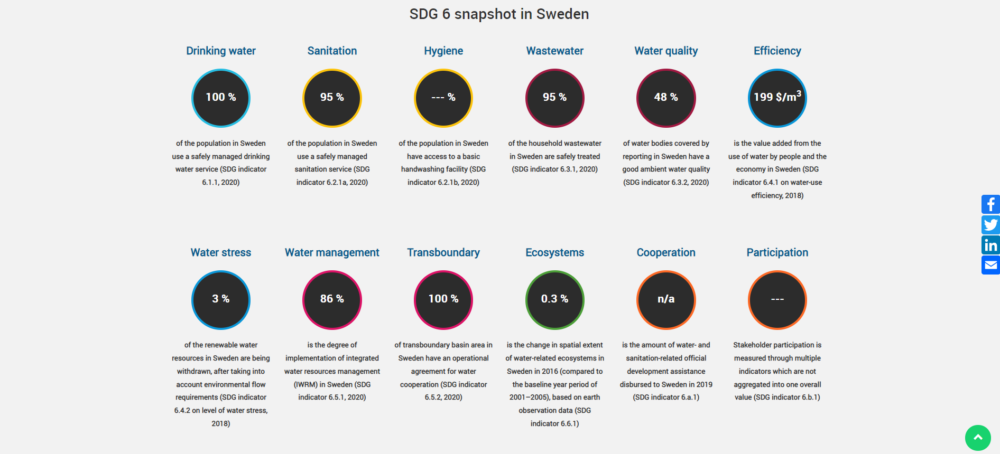 SDG 6 snapshot in Sweden
Drinking water
100 %
of the population in Sweden
use a safely managed drinking
water service (SDG indicator
6.1.1, 2020)
Sanitation
95 %
of the population in Sweden
use a safely managed
sanitation service (SDG
indicator 6.2.1a, 2020)
Hygiene
--- %
of the population in Sweden
have access to a basic
handwashing facility (SDG
indicator 6.2.1b, 2020)
Wastewater
95 %
of the household wastewater
in Sweden are safely treated
(SDG indicator 6.3.1, 2020)
Water quality
48 %
of water bodies covered by
reporting in Sweden have a
good ambient water quality
(SDG indicator 6.3.2, 2020)
Efficiency
199 $/m³
is the value added from the
use of water by people and the
economy in Sweden (SDG
indicator 6.4.1 on water-use
efficiency, 2018)
Water stress
3 %
of the renewable water
resources in Sweden are being
withdrawn, after taking into
account environmental flow
requirements (SDG indicator
6.4.2 on level of water stress,
2018)
Water management
86 %
is the degree of
implementation of integrated
water resources management
(IWRM) in Sweden (SDG
indicator 6.5.1, 2020)
Transboundary
100 %
of transboundary basin area in
Sweden have an operational
agreement for water
cooperation (SDG indicator
6.5.2, 2020)
Ecosystems
0.3 %
is the change in spatial extent
of water-related ecosystems in
Sweden in 2016 (compared to
the baseline year period of
2001–2005), based on earth
observation data (SDG
indicator 6.6.1)
Cooperation
n/a
is the amount of water- and
sanitation-related official
development assistance
disbursed to Sweden in 2019
(SDG indicator 6.a.1)
Participation
---
Stakeholder participation is
measured through multiple
indicators which are not
aggregated into one overall
value (SDG indicator 6.b.1)